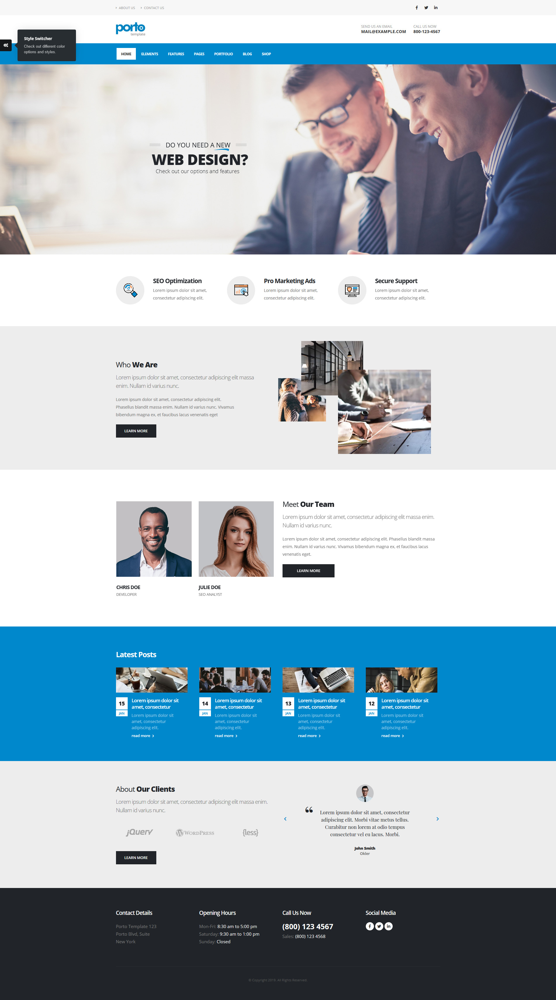 ABOUT US
CONTACT US
porto
template
SEND US AN EMAIL
MAIL@EXAMPLE.COM
CALL US NOW
800-123-4567
Style Switcher
Check out different color
options and styles.
HOME
ELEMENTS
FEATURES
PAGES
PORTFOLIO
BLOG
SHOP
DO YOU NEED A NEW
WEB DESIGN?
Check out our options and features
SEO Optimization
Lorem ipsum dolor sit amet,
consectetur adipiscing elit.
Pro Marketing Ads
Lorem ipsum dolor sit amet,
consectetur adipiscing elit.
Secure Support
Lorem ipsum dolor sit amet,
consectetur adipiscing elit.
Who We Are
Lorem ipsum dolor sit amet, consectetur adipiscing elit massa
enim. Nullam id varius nunc.
Lorem ipsum dolor sit amet, consectetur adipiscing elit.
Phasellus blandit massa enim. Nullam id varius nunc. Vivamus
bibendum magna ex, et faucibus lacus venenatis eget
LEARN MORE
CHRIS DOE
DEVELOPER
JULIE DOE
SEO ANALYST
Meet Our Team
Lorem ipsum dolor sit amet, consectetur adipiscing elit massa enim.
Nullam id varius nunc.
Lorem ipsum dolor sit amet, consectetur adipiscing elit. Phasellus blandit massa
enim. Nullam id varius nunc. Vivamus bibendum magna ex, et faucibus lacus
venenatis eget.
LEARN MORE
Latest Posts
15
JAN
Lorem ipsum dolor sit
amet, consectetur
Lorem ipsum dolor sit
amet, consectetur
adipiscing elit.
read more
14
JAN
Lorem ipsum dolor sit
amet, consectetur
Lorem ipsum dolor sit
amet, consectetur
adipiscing elit.
read more
13
JAN
Lorem ipsum dolor sit
amet, consectetur
Lorem ipsum dolor sit
amet, consectetur
adipiscing elit.
read more
12
JAN
Lorem ipsum dolor sit
amet, consectetur
Lorem ipsum dolor sit
amet, consectetur
adipiscing elit.
read more
About Our Clients
Lorem ipsum dolor sit amet, consectetur adipiscing elit massa enim.
Nullam id varius nunc.
jQuery
WORDPRESS
{less}
LEARN MORE
“
Lorem ipsum dolor sit amet, consectetur
adipiscing elit. Morbi vitae metus tellus.
Curabitur non lorem at odio tempus
consectetur vel eu lacus. Morbi.
John Smith
Okler
Contact Details
Porto Template 123
Porto Blvd, Suite
New York
Opening Hours
Mon-Fri: 8:30 am to 5:00 pm
Saturday: 9:30 am to 1:00 pm
Sunday: Closed
Call Us Now
(800) 123 4567
Sales: (800) 123 4568
Social Media
© Copyright 2019. All Rights Reserved.